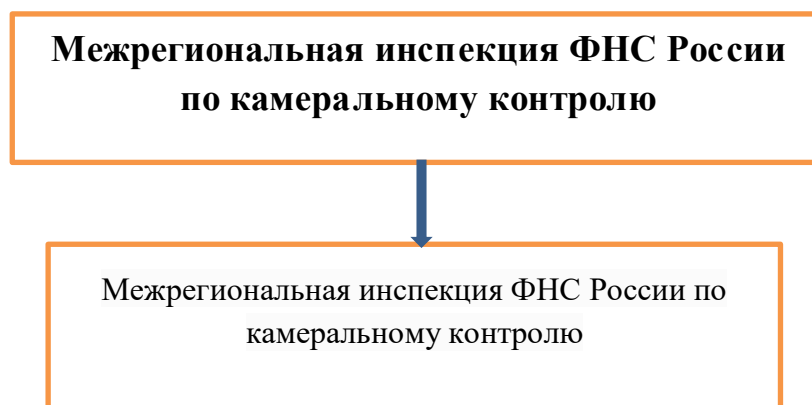 Межрегиональная инспекция ФНС России
по камеральному контролю
Межрегиональная инспекция ФНС России по
камеральному контролю